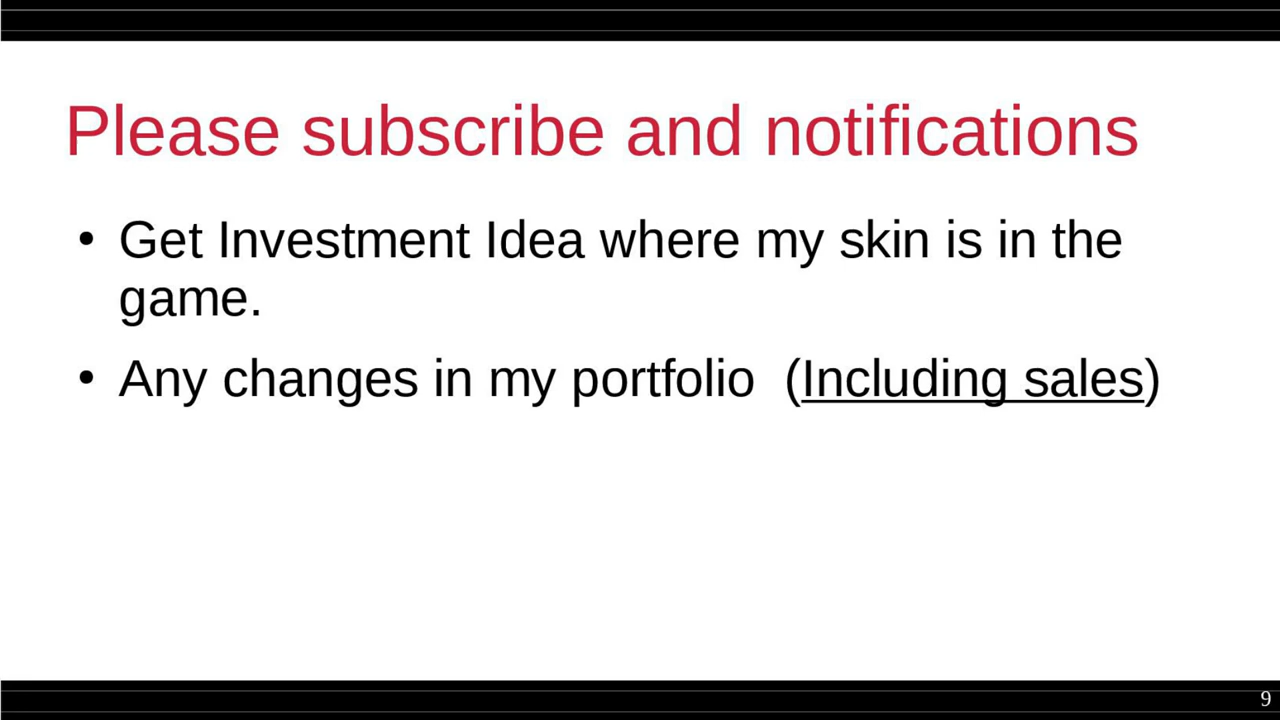 Please subscribe and notifications
• Get Investment Idea where my skin is in the
game.
• Any changes in my portfolio  (Including sales)
9